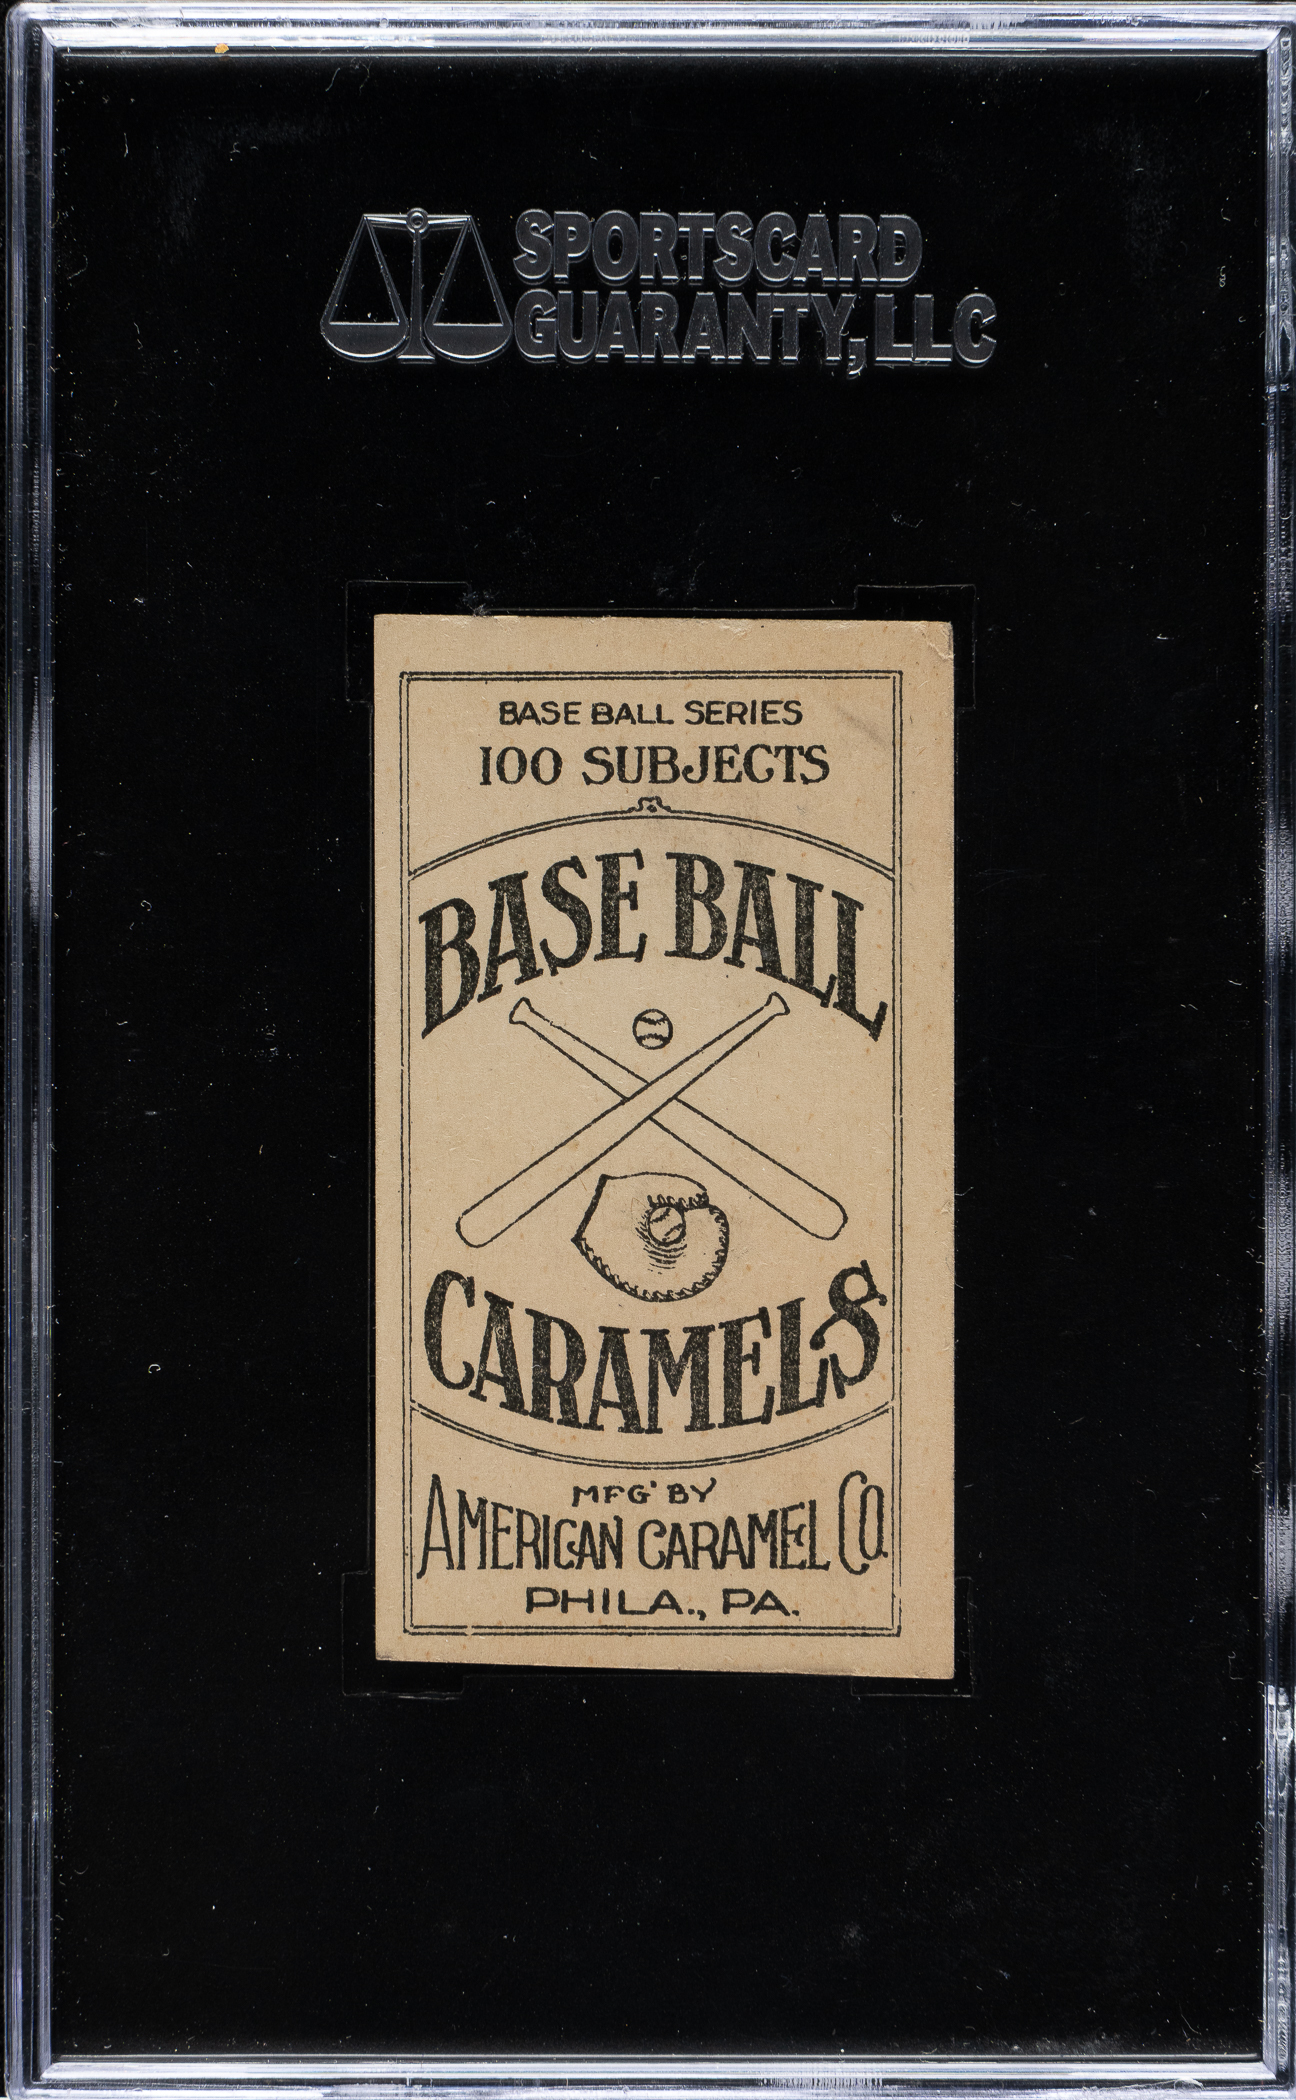 SPORTSCARD
GUARANTY, LLC
BASE BALL SERIES
100 SUBJECTS
BASE BALL
CARAMELS
MFG' BY
AMERICAN CARAMEL CO.
PHILA., PA.